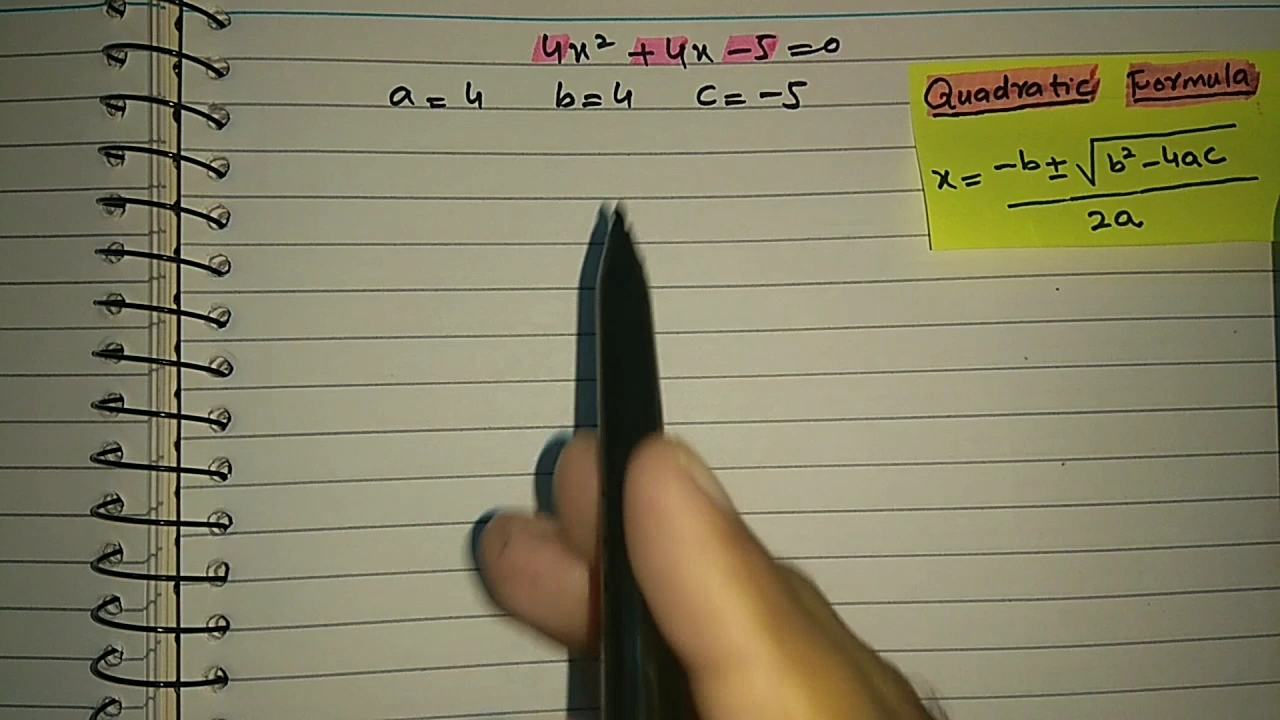 4x² +4x -5 =0
a = 4 b = 4 c = -5
Quadratic Formula
x = -b ± √b² - 4ac
2a